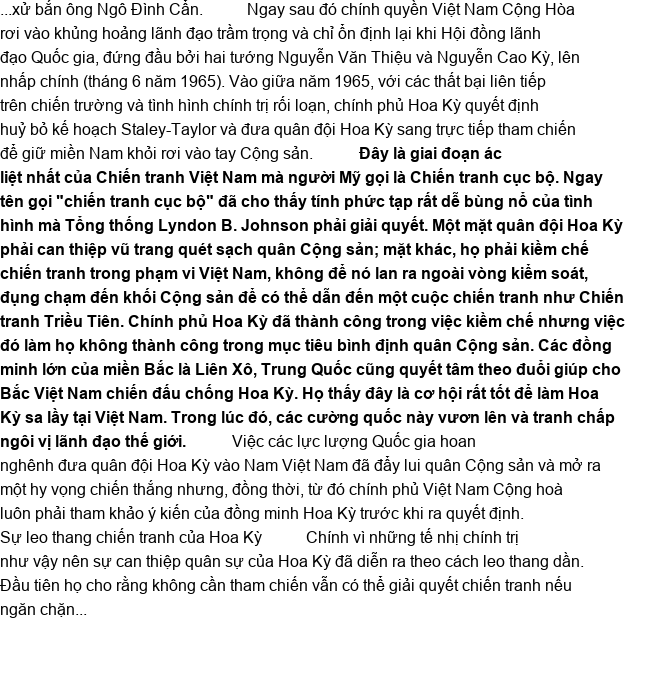 ...xử bắn ông Ngô Đình Cẩn. Ngay sau đó chính quyền Việt Nam Cộng Hòa
rơi vào khủng hoảng lãnh đạo trầm trọng và chỉ ổn định lại khi Hội đồng lãnh
đạo Quốc gia, đứng đầu bởi hai tướng Nguyễn Văn Thiệu và Nguyễn Cao Kỳ, lên
nhấp chính (tháng 6 năm 1965). Vào giữa năm 1965, với các thất bại liên tiếp
trên chiến trường và tình hình chính trị rối loạn, chính phủ Hoa Kỳ quyết định
huỷ bỏ kế hoạch Staley-Taylor và đưa quân đội Hoa Kỳ sang trực tiếp tham chiến
để giữ miền Nam khỏi rơi vào tay Cộng sản. Đây là giai đoạn ác
liệt nhất của Chiến tranh Việt Nam mà người Mỹ gọi là Chiến tranh cục bộ. Ngay
tên gọi "chiến tranh cục bộ" đã cho thấy tính phức tạp rất dễ bùng nổ của tình
hình mà Tổng thống Lyndon B. Johnson phải giải quyết. Một mặt quân đội Hoa Kỳ
phải can thiệp vũ trang quét sạch quân Cộng sản; mặt khác, họ phải kiềm chế
chiến tranh trong phạm vi Việt Nam, không để nó lan ra ngoài vòng kiểm soát,
đụng chạm đến khối Cộng sản để có thể dẫn đến một cuộc chiến tranh như Chiến
tranh Triều Tiên. Chính phủ Hoa Kỳ đã thành công trong việc kiềm chế nhưng việc
đó làm họ không thành công trong mục tiêu bình định quân Cộng sản. Các đồng
minh lớn của miền Bắc là Liên Xô, Trung Quốc cũng quyết tâm theo đuổi giúp cho
Bắc Việt Nam chiến đấu chống Hoa Kỳ. Họ thấy đây là cơ hội rất tốt để làm Hoa
Kỳ sa lầy tại Việt Nam. Trong lúc đó, các cường quốc này vươn lên và tranh chấp
ngôi vị lãnh đạo thế giới. Việc các lực lượng Quốc gia hoan
nghênh đưa quân đội Hoa Kỳ vào Nam Việt Nam đã đẩy lui quân Cộng sản và mở ra
một hy vọng chiến thắng nhưng, đồng thời, từ đó chính phủ Việt Nam Cộng hoà
luôn phải tham khảo ý kiến của đồng minh Hoa Kỳ trước khi ra quyết định.
Sự leo thang chiến tranh của Hoa Kỳ Chính vì những tế nhị chính trị
như vậy nên sự can thiệp quân sự của Hoa Kỳ đã diễn ra theo cách leo thang dần.
Đầu tiên họ cho rằng không cần tham chiến vẫn có thể giải quyết chiến tranh nếu
ngăn chặn...